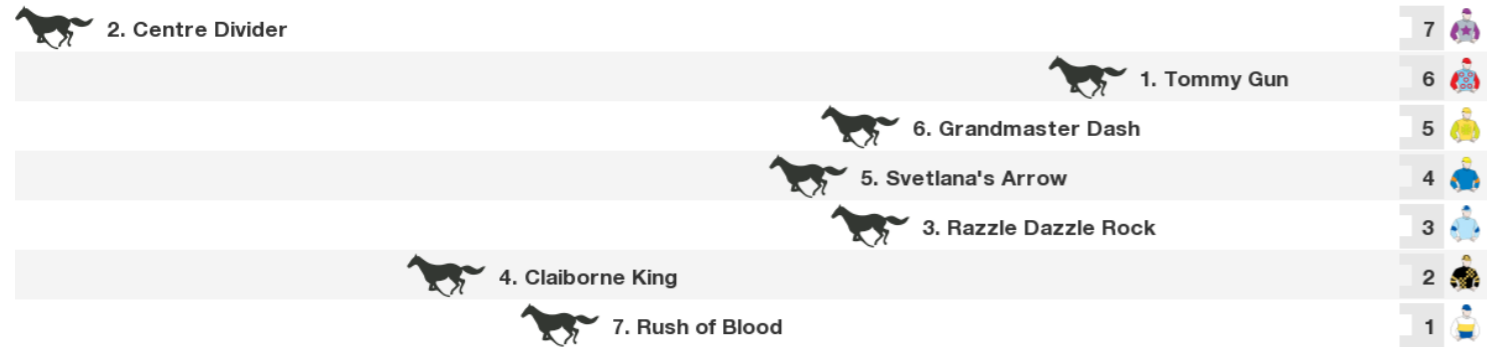 2. Centre Divider 7
1. Tommy Gun 6
6. Grandmaster Dash 5
5. Svetlana's Arrow 4
3. Razzle Dazzle Rock 3
4. Claiborne King 2
7. Rush of Blood 1